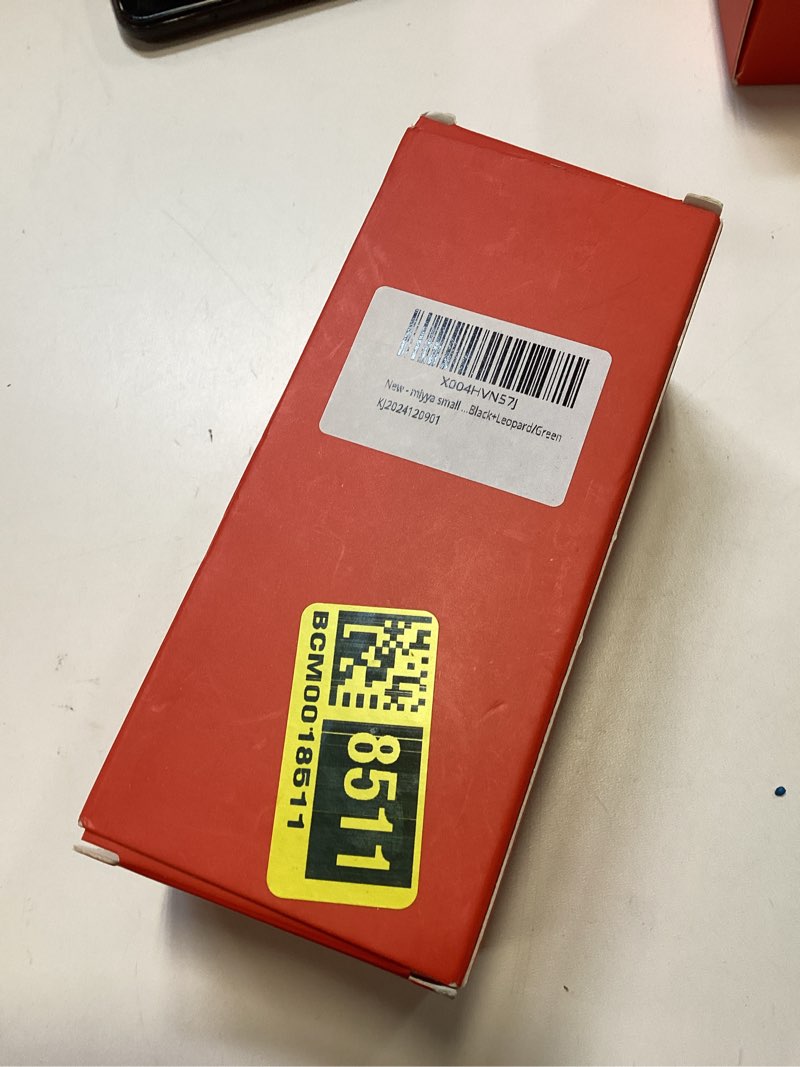 X004HVN57J
New - miyya small ...Black+Leopard/Green
KJ2024120901
BCM0018511
8511